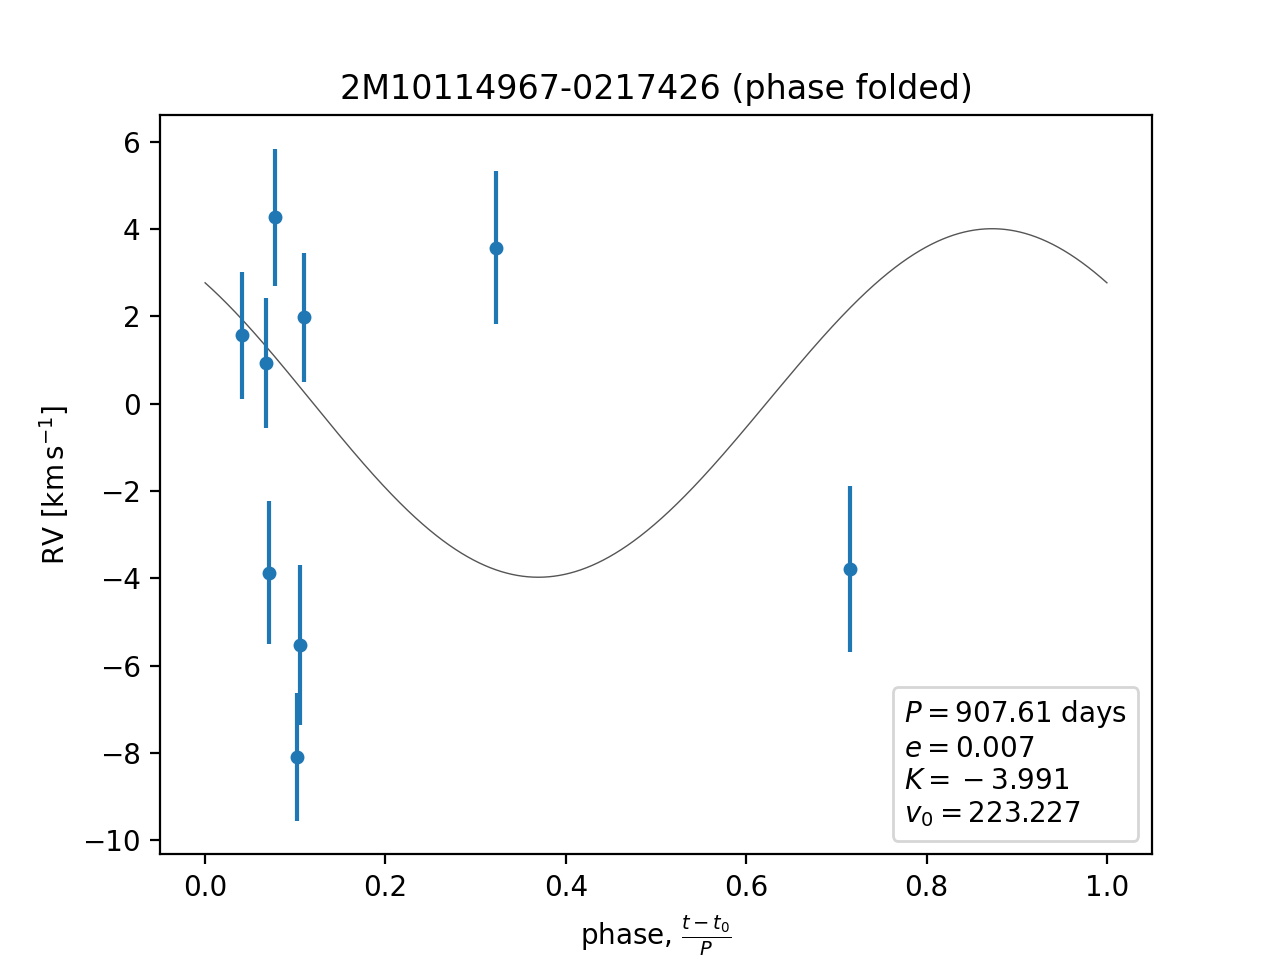 2M10114967-0217426 (phase folded)
6
4
2
0
−2
−4
−6
−8
−10
RV [km s−1]
P = 907.61 days
e = 0.007
K = −3.991
v0 = 223.227
0.0 0.2 0.4 0.6 0.8 1.0
phase, t − t0 / P